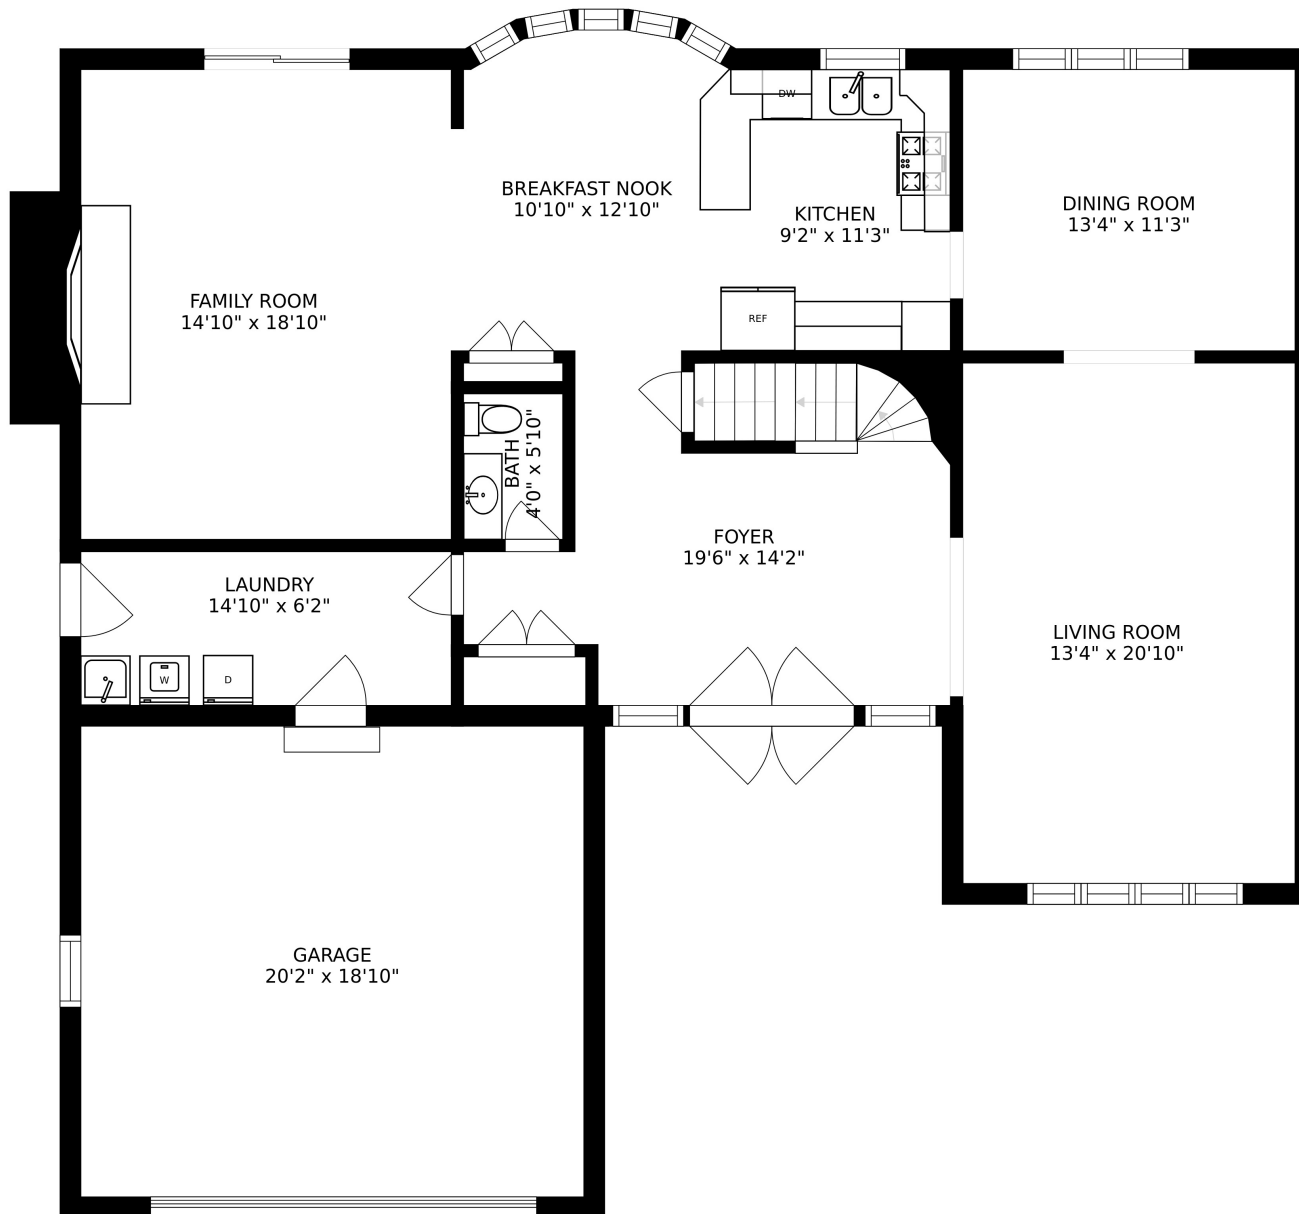 DW
BREAKFAST NOOK
10'10" x 12'10"
KITCHEN
9'2" x 11'3"
DINING ROOM
13'4" x 11'3"
FAMILY ROOM
14'10" x 18'10"
REF
BATH
4'0" x 5'10"
FOYER
19'6" x 14'2"
LAUNDRY
14'10" x 6'2"
LIVING ROOM
13'4" x 20'10"
W
D
GARAGE
20'2" x 18'10"